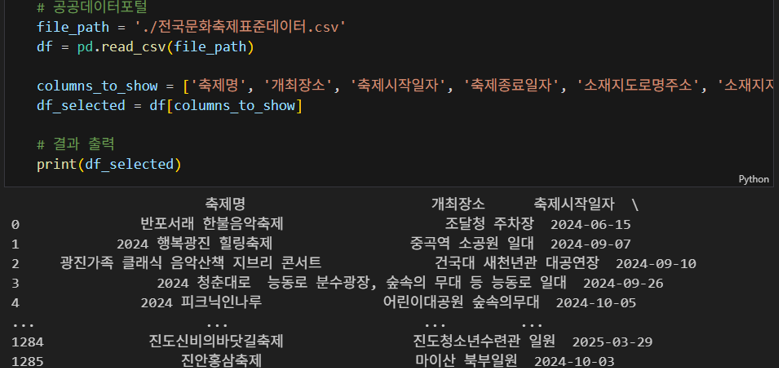 # 공공데이터포털
file_path = './전국문화축제표준데이터.csv'
df = pd.read_csv(file_path)
columns_to_show = ['축제명', '개최장소', '축제시작일자', '축제종료일자', '소재지도로명주소', '소재지지
df_selected = df[columns_to_show]
# 결과 출력
print(df_selected)
Python
축제명 개최장소 축제시작일자 \
0 반포서래 한불음악축제 조달청 주차장 2024-06-15
1 2024 행복광진 힐링축제 중곡역 소공원 일대 2024-09-07
2 광진가족 클래식 음악산책 지브리 콘서트 건국대 새천년관 대공연장 2024-09-10
3 2024 청춘대로 능동로 분수광장, 숲속의 무대 등 능동로 일대 2024-09-26
4 2024 피크닉인나루 어린이대공원 숲속의무대 2024-10-05
... ... ... ...
1284 진도신비의바닷길축제 진도청소년수련관 일원 2025-03-29
1285 진안홍삼축제 마이산 북부일원 2024-10-03